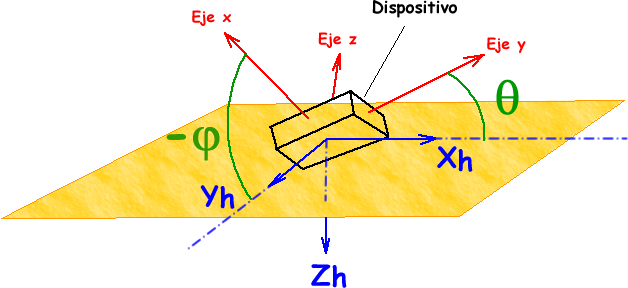 Dispositivo
Eje x
Eje z
Eje y
θ
-φ
Xh
Yh
Zh